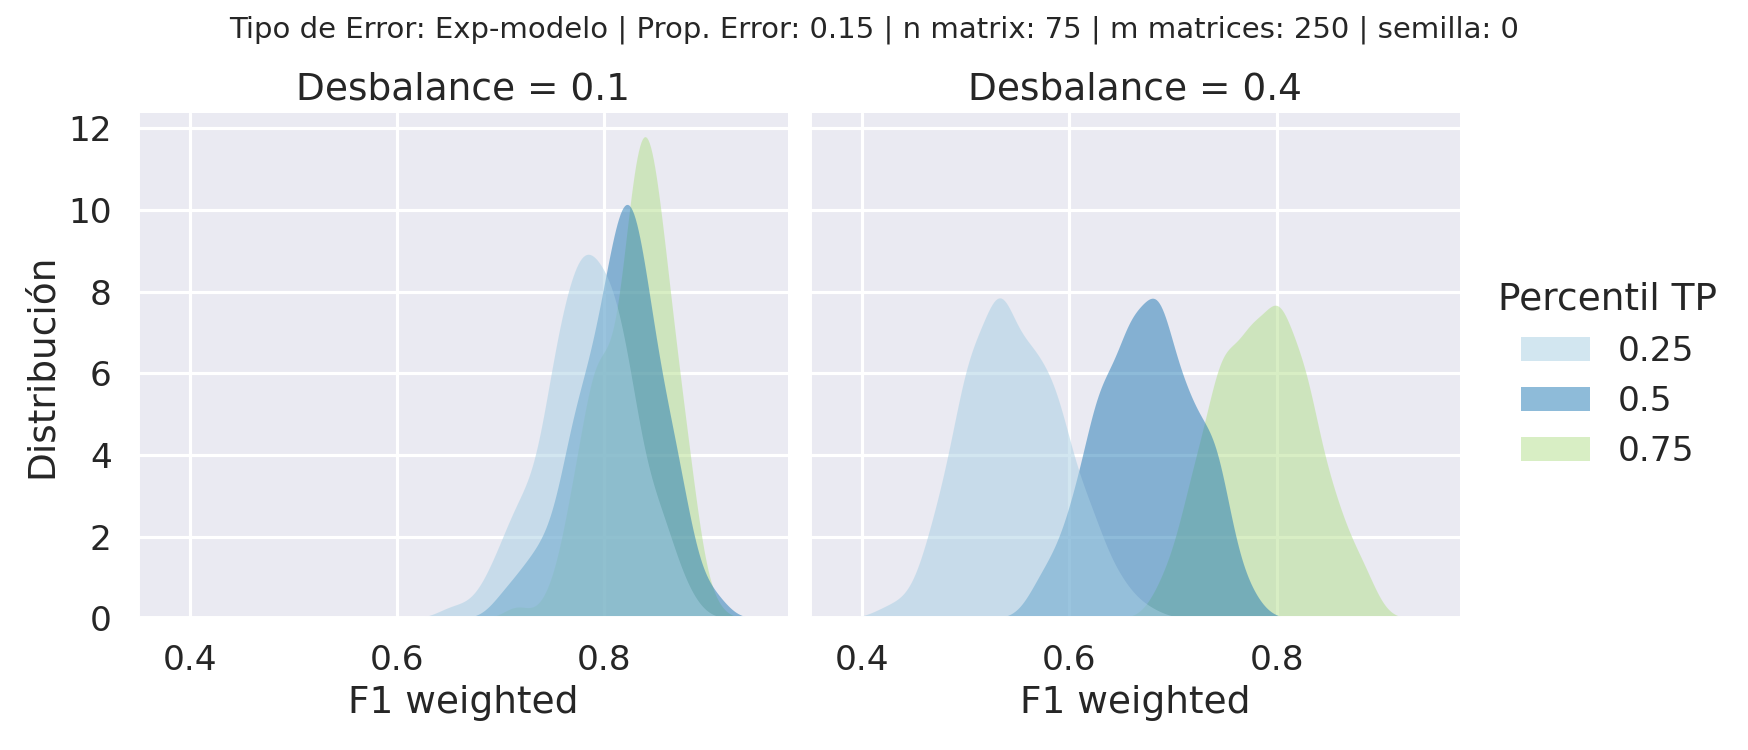 Tipo de Error: Exp-modelo | Prop. Error: 0.15 | n matrix: 75 | m matrices: 250 | semilla: 0
Desbalance = 0.1
Desbalance = 0.4
12
10
8
6
4
2
0
Distribución
0.4 0.6 0.8
0.4 0.6 0.8
F1 weighted
F1 weighted
Percentil TP
0.25
0.5
0.75